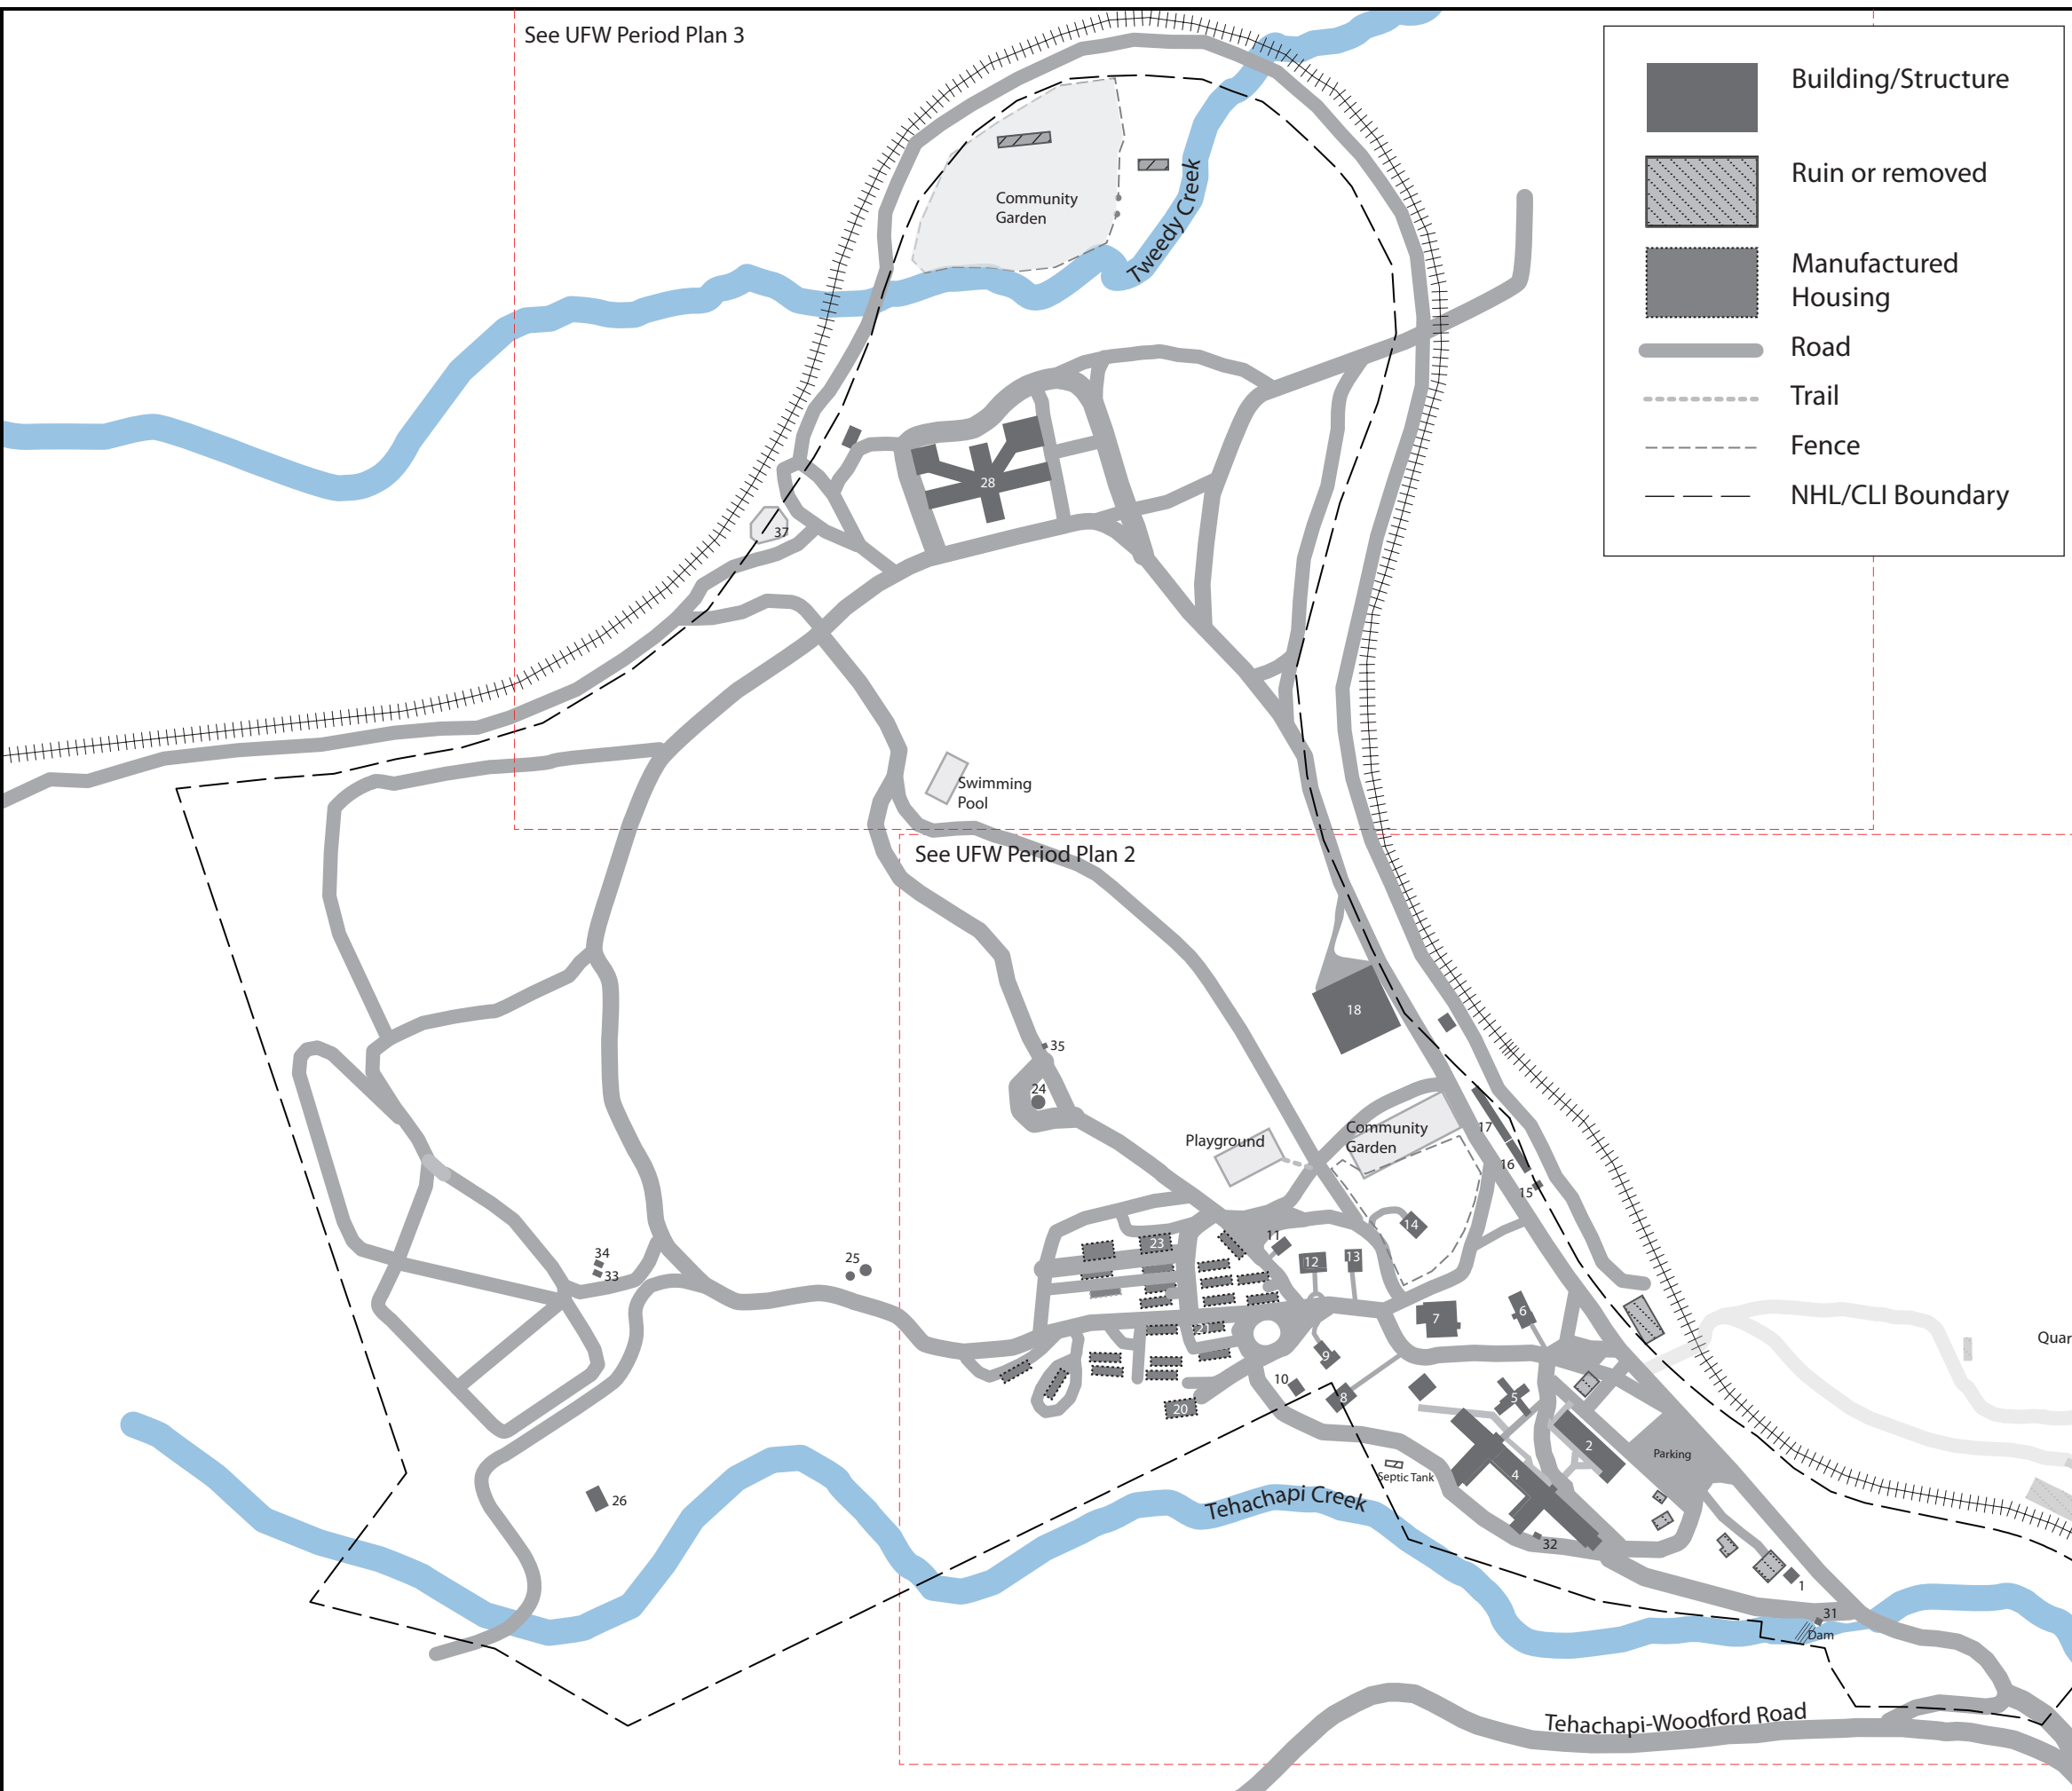 See UFW Period Plan 3
Building/Structure
Ruin or removed
Manufactured
Housing
Road
Trail
Fence
NHL/CLI Boundary
Community
Garden
Tweedy Creek
28
37
Swimming
Pool
See UFW Period Plan 2
18
35
24
Playground
Community
Garden
17
16
15
14
11
12
13
23
34
33
25
21
7
6
9
10
8
5
20
2
Parking
4
Septic Tank
Tehachapi Creek
26
32
1
31
Dam
Quar
Tehachapi-Woodford Road